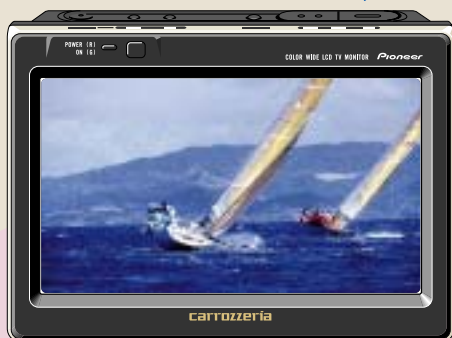 POWER (R)
ON (G)
COLOR WIDE LCD TV MONITOR Pioneer
carrozzeria